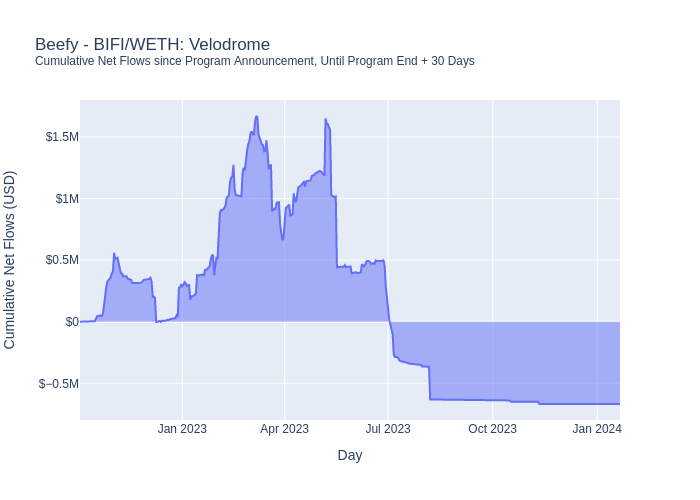 Beefy - BIFI/WETH: Velodrome
Cumulative Net Flows since Program Announcement, Until Program End + 30 Days
Cumulative Net Flows (USD)
$1.5M
$1M
$0.5M
$0
$−0.5M
Jan 2023
Apr 2023
Jul 2023
Oct 2023
Jan 2024
Day